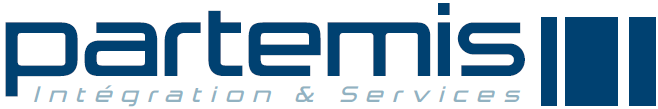 partemis
Intégration & Services